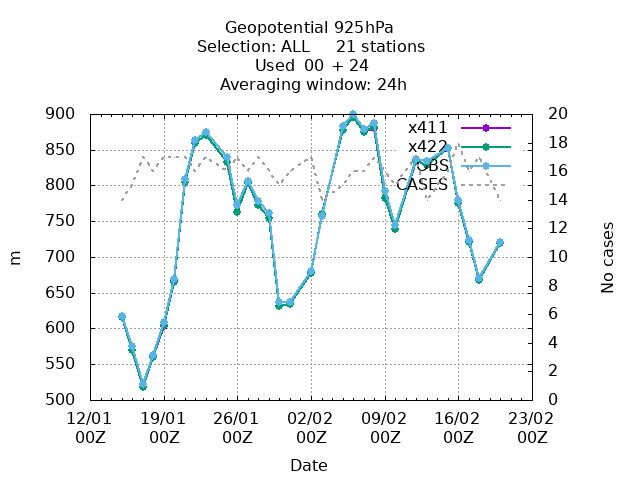 Geopotential 925hPa
Selection: ALL 21 stations
Used 00 + 24
Averaging window: 24h
900
850
800
750
700
650
600
550
500
m
20
18
16
14
12
10
8
6
4
2
0
No cases
x411
x422
OBS
CASES
12/01 19/01 26/01 02/02 09/02 16/02 23/02
00Z 00Z 00Z 00Z 00Z 00Z 00Z
Date